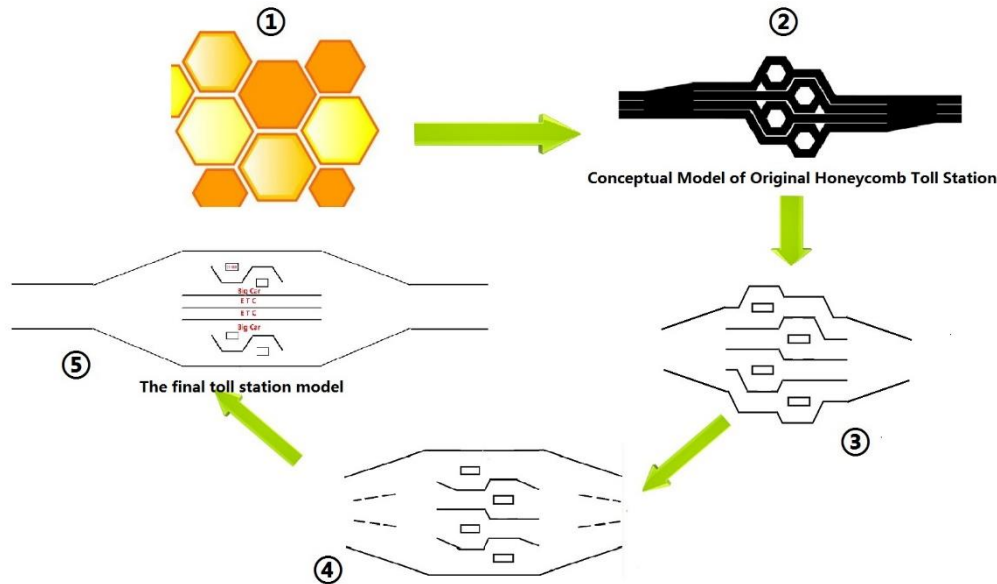 ①
②
Conceptual Model of Original Honeycomb Toll Station
③
④
Big Car
E T C
E T C
Big Car
⑤
The final toll station model